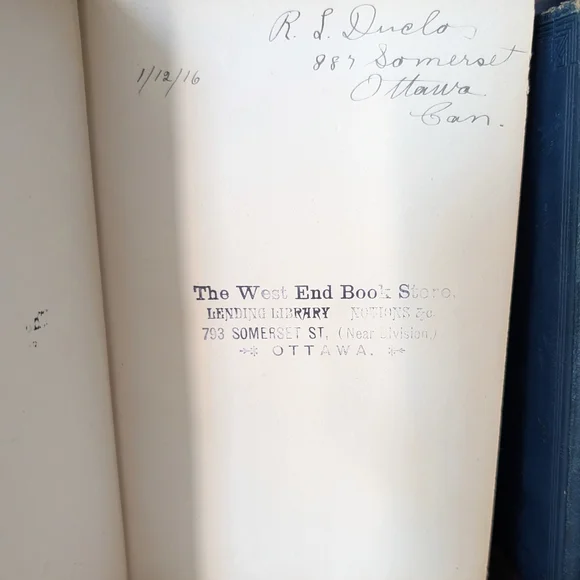 R. L. Duclos
887 Somerset
1/12/16
Ottawa
Can.
The West End Book Store,
LENDING LIBRARY NOTIONS &c.
793 SOMERSET ST, (Near Division,)
OTTAWA.